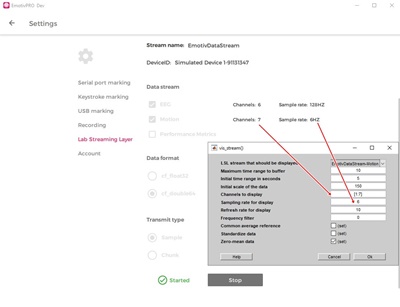 EmotivPRO Dev
Settings
Stream name: EmotivDataStream
DeviceID: Simulated Device 1-91131347
Serial port marking
Keystroke marking
USB marking
Recording
Lab Streaming Layer
Account
Data stream
EEG Channels: 6 Sample rate: 128HZ
Motion Channels: 7 Sample rate: 6HZ
Performance Metrics
Data format
cf_float32
cf_double64
Transmit type
Sample
Chunk
Started
Stop
vis_stream()
LSL stream that should be displayed
EmotivDataStream-Motion
Maximum time range to buffer 10
Initial time range in seconds 5
Initial scale of the data 150
Channels to display [1:7]
Sampling rate for display 6
Refresh rate for display 10
Frequency filter 0
Common average reference (set)
Standardize data (set)
Zero-mean data (set)
Help Cancel Ok